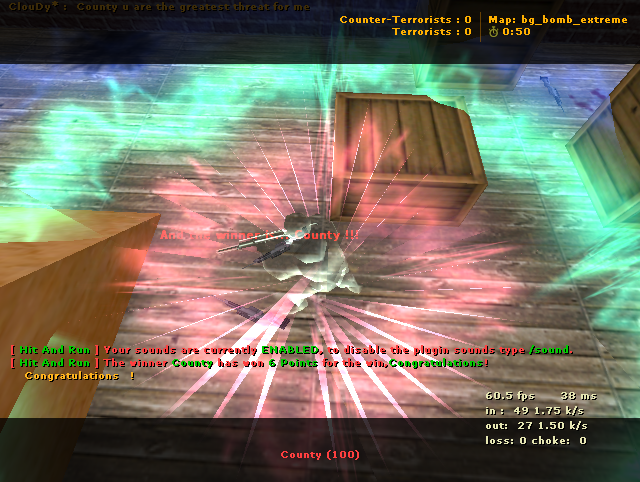 ClouDy* : County u are the greatest threat for me
Counter-Terrorists : 0
Terrorists : 0
Map: bg_bomb_extreme
0:50
And winner County !!!
[ Hit And Run ] Your sounds are currently ENABLED, to disable the plugin sounds type /sound.
[ Hit And Run ] The winner County has won 6 Points for the win,Congratulations!
Congratulations !
60.5 fps 38 ms
in : 49 1.75 k/s
out: 27 1.50 k/s
loss: 0 choke: 0
County (100)